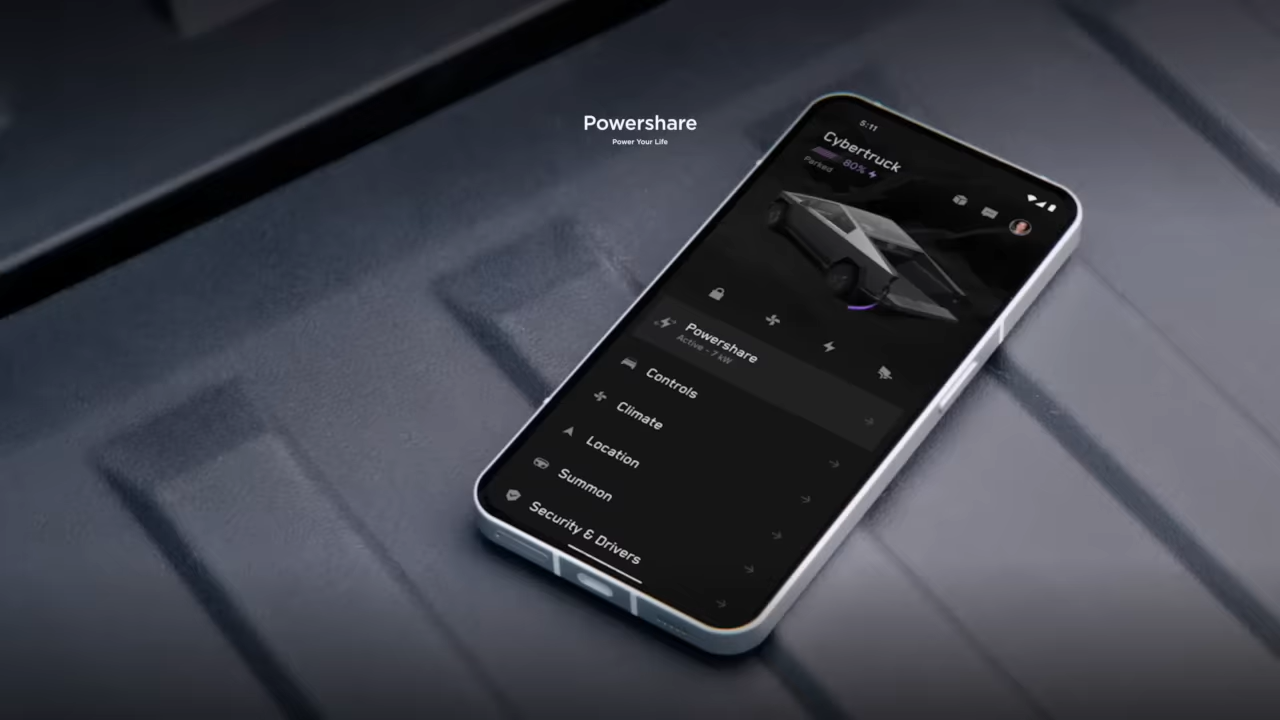 Powershare
Power Your Life
5:11
Cybertruck
80%
Parked
Powershare
Active - 7 kW
Controls
Climate
Location
Summon
Security & Drivers